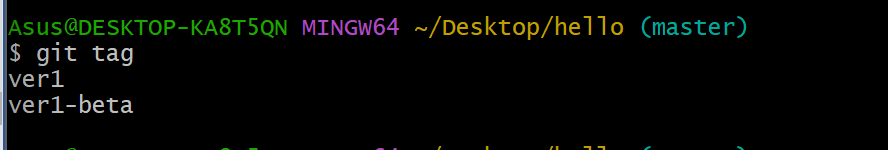 Asus@DESKTOP-KA8T5QN MINGW64 ~/Desktop/hello (master)
$ git tag
ver1
ver1-beta